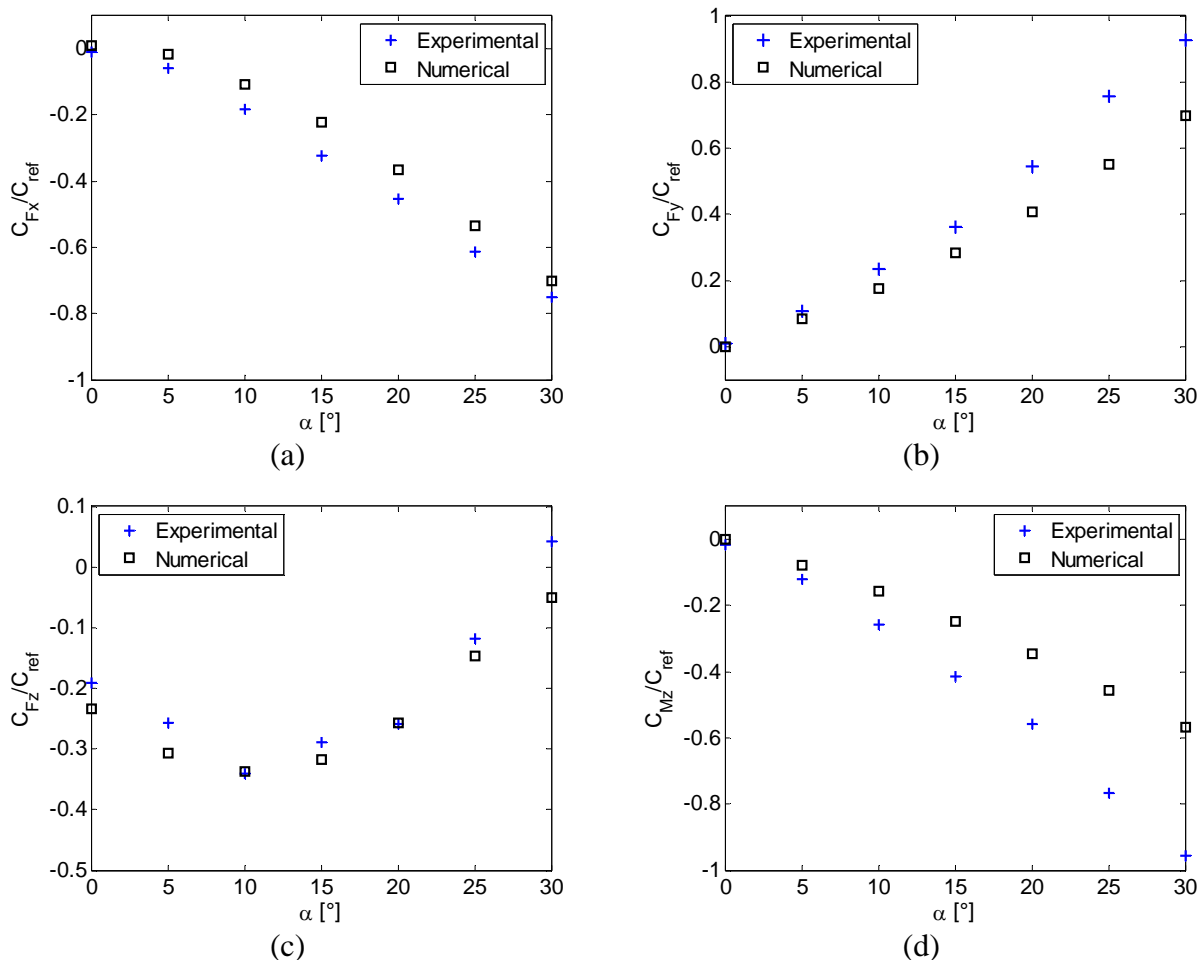 0
-0.2
-0.4
-0.6
-0.8
-1
C_Fx/C_ref
Experimental
Numerical
0 5 10 15 20 25 30
α [°]
(a)
1
0.8
0.6
0.4
0.2
0
C_Fy/C_ref
Experimental
Numerical
0 5 10 15 20 25 30
α [°]
(b)
0.1
0
-0.1
-0.2
-0.3
-0.4
-0.5
C_Fz/C_ref
Experimental
Numerical
0 5 10 15 20 25 30
α [°]
(c)
0
-0.2
-0.4
-0.6
-0.8
-1
C_Mz/C_ref
Experimental
Numerical
0 5 10 15 20 25 30
α [°]
(d)